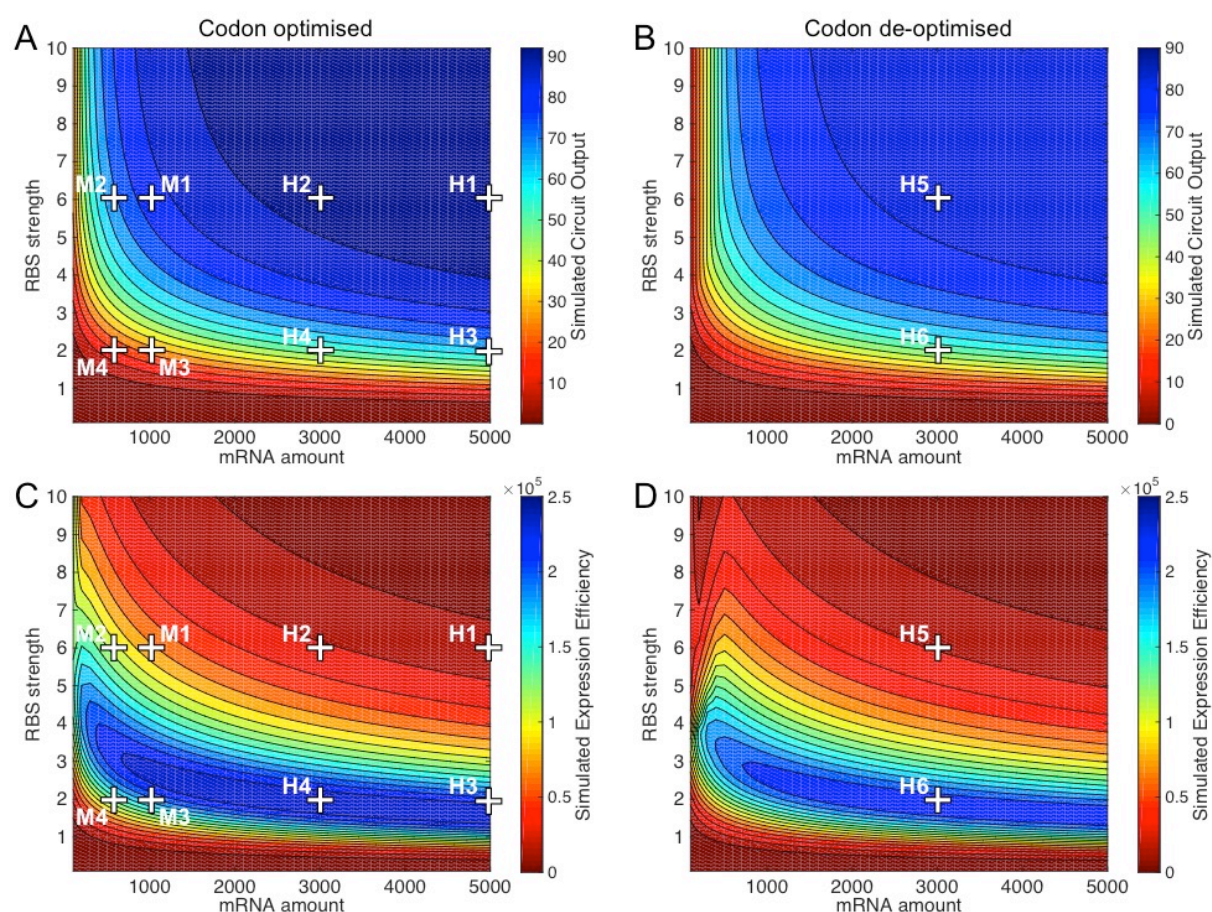 A
Codon optimised
10
9
8
7
6
5
4
3
2
1
RBS strength
M2
M1
H2
H1
M4
M3
H4
H3
1000
2000
3000
4000
5000
mRNA amount
90
80
70
60
50
40
30
20
10
Simulated Circuit Output
B
Codon de-optimised
10
9
8
7
6
5
4
3
2
1
RBS strength
H5
H6
1000
2000
3000
4000
5000
mRNA amount
90
80
70
60
50
40
30
20
10
0
Simulated Circuit Output
C
10
9
8
7
6
5
4
3
2
1
RBS strength
M2
M1
H2
H1
M4
M3
H4
H3
1000
2000
3000
4000
5000
mRNA amount
×10⁵
2.5
2
1.5
1
0.5
0
Simulated Expression Efficiency
D
10
9
8
7
6
5
4
3
2
1
RBS strength
H5
H6
1000
2000
3000
4000
5000
mRNA amount
×10⁵
2.5
2
1.5
1
0.5
0
Simulated Expression Efficiency